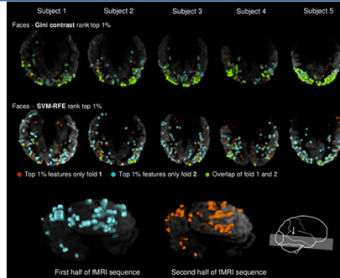 Subject 1 Subject 2 Subject 3 Subject 4 Subject 5
Faces - Gini contrast rank top 1%
Faces - SVM-RFE rank top 1%
Top 1% features only fold 1 Top 1% features only fold 2 Overlap of fold 1 and 2
First half of fMRI sequence Second half of fMRI sequence